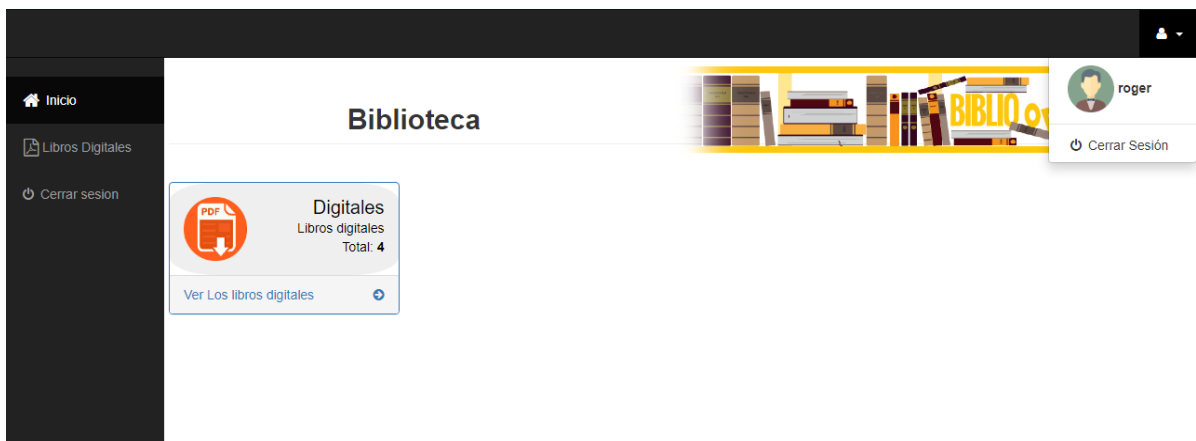 Inicio
Libros Digitales
Cerrar sesion
Biblioteca
BIBLIO
roger
Cerrar Sesión
PDF
Digitales
Libros digitales
Total: 4
Ver Los libros digitales